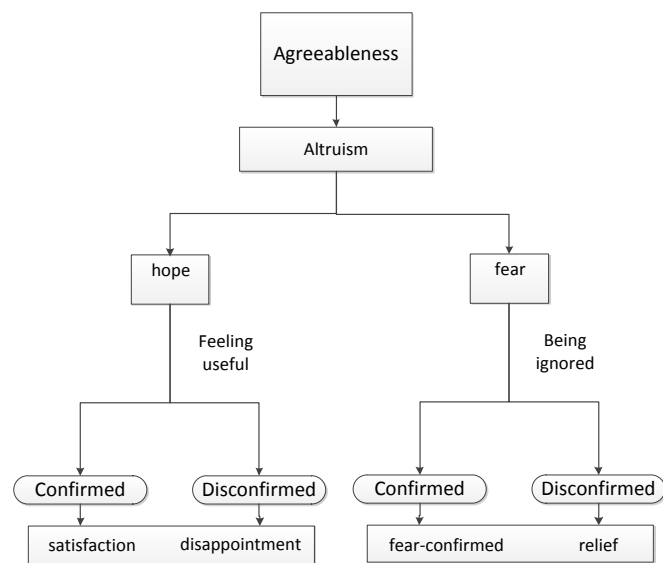 Agreeableness
Altruism
hope
fear
Feeling
useful
Being
ignored
Confirmed
Disconfirmed
Confirmed
Disconfirmed
satisfaction
disappointment
fear-confirmed
relief